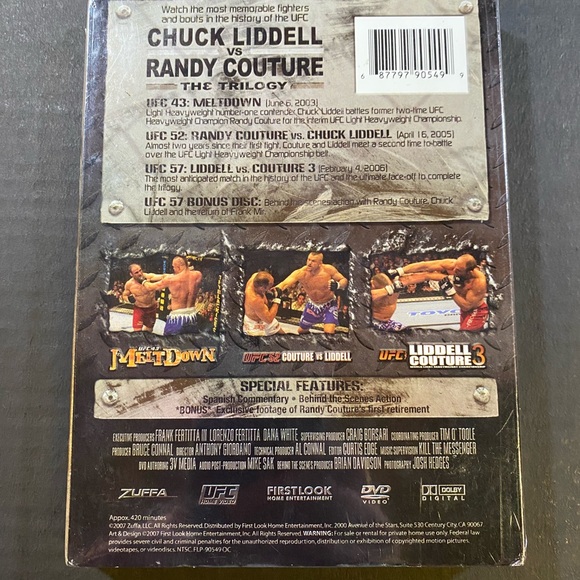 Watch the most memorable fighters
and bouts in the history of the UFC
CHUCK LIDDELL
VS
RANDY COUTURE
THE TRILOGY
6 87797 90549 9
UFC 43: MELTDOWN (June 6, 2003)
Light Heavyweight number-one contender Chuck Liddell battles former two-time UFC
Heavyweight Champion Randy Couture for the interim UFC Light Heavyweight Championship.
UFC 52: RANDY COUTURE vs. CHUCK LIDDELL (April 16, 2005)
Almost two years since their first fight, Couture and Liddell meet a second time to battle
over the UFC Light Heavyweight Championship belt.
UFC 57: LIDDELL vs. COUTURE 3 (February 4, 2006)
The most anticipated match in the history of the UFC and the ultimate face-off to complete
the trilogy.
UFC 57 BONUS DISC: Behind-the-scenes action with Randy Couture, Chuck
Liddell and the return of Frank Mir.
TOYO
UFC 43
MELTDOWN
UFC 52 COUTURE vs LIDDELL
UFC LIDDELL COUTURE 3
SPECIAL FEATURES:
Spanish Commentary • Behind the Scenes Action
*BONUS* Exclusive footage of Randy Couture's first retirement
EXECUTIVE PRODUCERS FRANK FERTITTA III LORENZO FERTITTA DANA WHITE SUPERVISING PRODUCER CRAIG BORSARI COORDINATING PRODUCER TIM O'TOOLE
PRODUCER BRUCE CONNAL DIRECTOR ANTHONY GIORDANO TECHNICAL PRODUCER AL CONNAL EDITOR CURTIS EDGE MUSIC SUPERVISION KILL THE MESSENGER
DVD AUTHORING 3V MEDIA AUDIO POST-PRODUCTION MIKE SAK BEHIND THE SCENES PRODUCER BRIAN DAVIDSON PHOTOGRAPHY JOSH HEDGES
ZUFFA UFC HOME VIDEO FIRST LOOK HOME ENTERTAINMENT DVD VIDEO DOLBY DIGITAL
Appox. 420 minutes
©2007 Zuffa, LLC. All Rights Reserved. Distributed by First Look Home Entertainment, Inc. 2000 Avenue of the Stars, Suite 530 Century City, CA 90067
Art & Design ©2007 First Look Home Entertainment, Inc. All Rights Reserved. WARNING: For sale or rental for private home use only. Federal law
provides severe civil and criminal penalties for the unauthorized reproduction, distribution or exhibition of copyrighted motion pictures,
videotapes, or videodiscs. NTSC. FLP-90549 OC